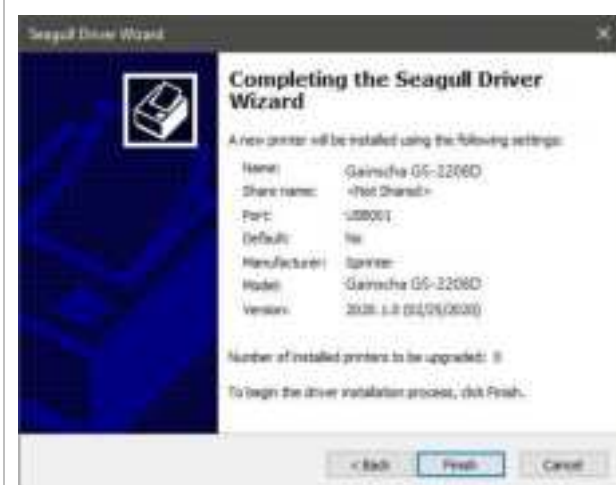 Seagull Driver Wizard
Completing the Seagull Driver
Wizard
A new printer will be installed using the following settings:
Name: Gainscha GS-2208D
Share name: <Not Shared>
Port: USB001
Default: No
Manufacturer: Sprinter
Model: Gainscha GS-2208D
Version: 2020.1.0
Number of installed printers to be upgraded: 0
To begin the driver installation process, click Finish.
< Back Finish Cancel